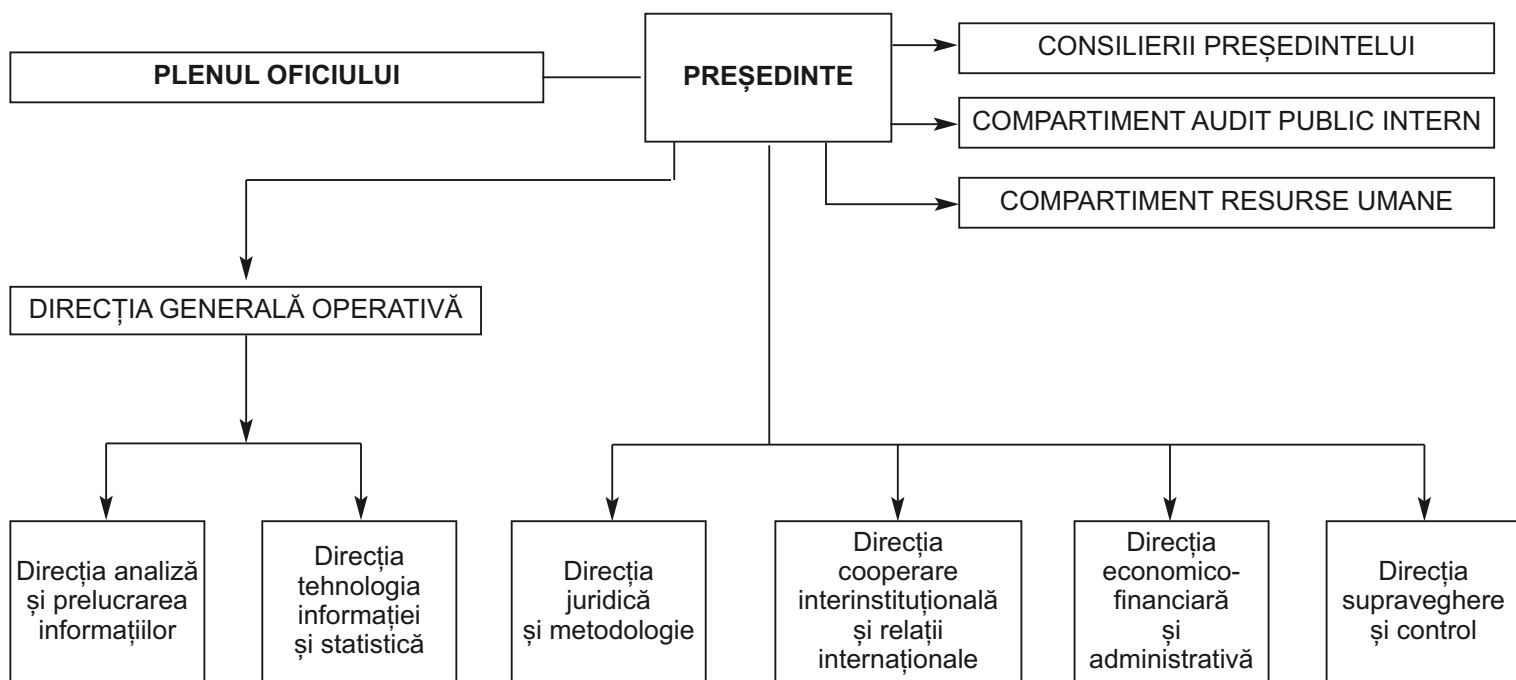 PLENUL OFICIULUI
PREȘEDINTE
CONSILIERII PREȘEDINTELUI
COMPARTIMENT AUDIT PUBLIC INTERN
COMPARTIMENT RESURSE UMANE
DIRECȚIA GENERALĂ OPERATIVĂ
Direcția analiză
și prelucrarea
informațiilor
Direcția
tehnologia
informației
și statistică
Direcția
juridică
și metodologie
Direcția
cooperare
interinstituțională
și relații
internaționale
Direcția
economico-
financiară
și
administrativă
Direcția
supraveghere
și control